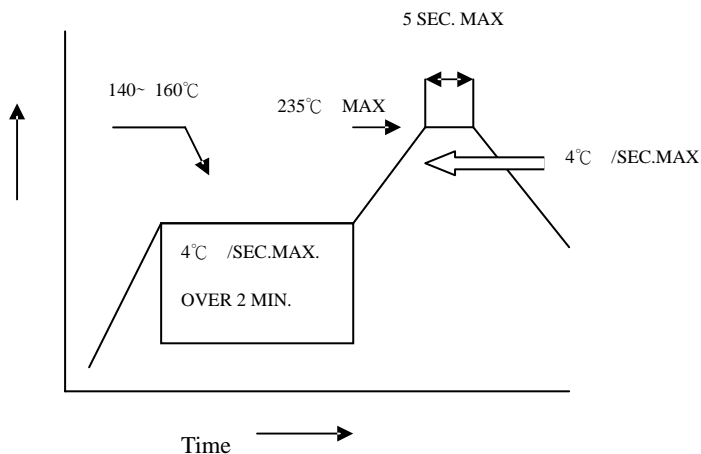 5 SEC. MAX
140~ 160℃
235℃ MAX
4℃ /SEC.MAX
4℃ /SEC.MAX.
OVER 2 MIN.
Time